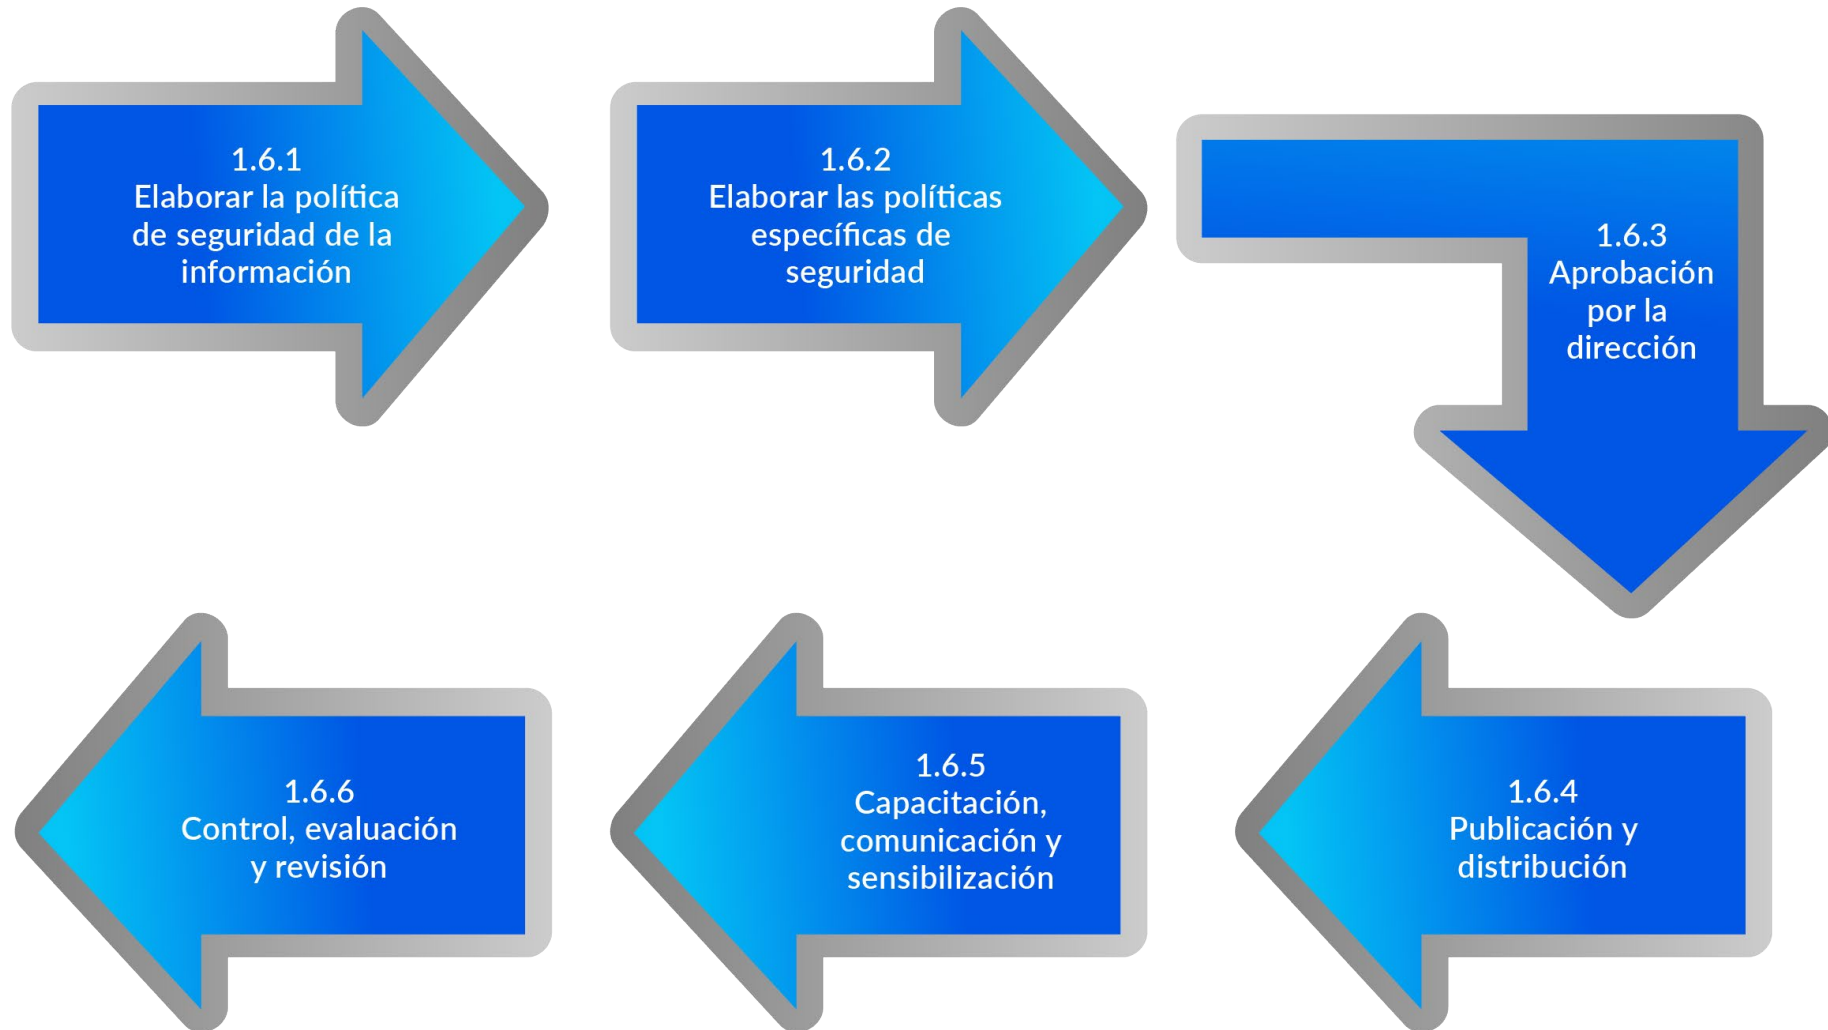 1.6.1
Elaborar la política
de seguridad de la
información
1.6.2
Elaborar las políticas
específicas de
seguridad
1.6.3
Aprobación
por la
dirección
1.6.4
Publicación y
distribución
1.6.5
Capacitación,
comunicación y
sensibilización
1.6.6
Control, evaluación
y revisión